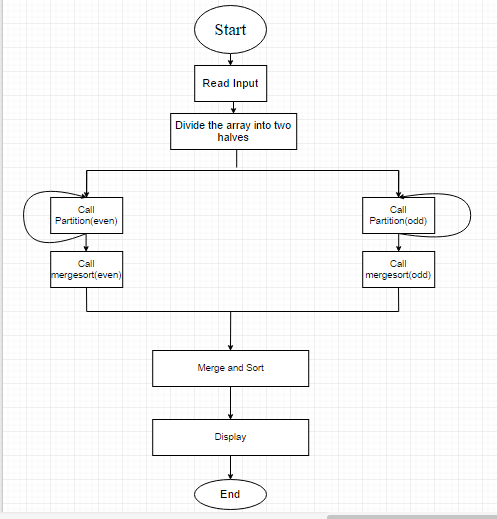 Start
Read Input
Divide the array into two
halves
Call
Partition(even)
Call
Partition(odd)
Call
mergesort(even)
Call
mergesort(odd)
Merge and Sort
Display
End